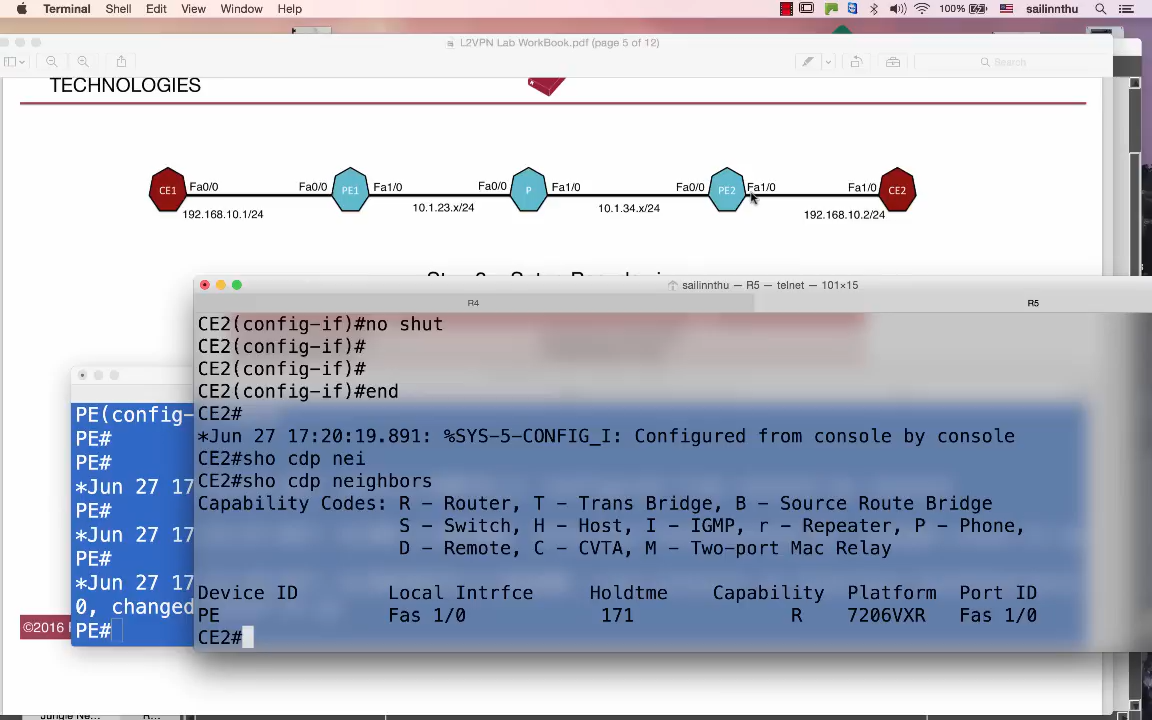 Terminal Shell Edit View Window Help 100% sailinnthu
L2VPN Lab WorkBook.pdf (page 5 of 12)
Search
TECHNOLOGIES
CE1 Fa0/0 Fa0/0 PE1 Fa1/0 Fa0/0 P Fa1/0 Fa0/0 PE2 Fa1/0 Fa1/0 CE2
192.168.10.1/24 10.1.23.x/24 10.1.34.x/24 192.168.10.2/24
sailinnthu — R5 — telnet — 101×15
R4 R5
CE2(config-if)#no shut
CE2(config-if)#
CE2(config-if)#
CE2(config-if)#end
CE2#
*Jun 27 17:20:19.891: %SYS-5-CONFIG_I: Configured from console by console
CE2#sho cdp nei
CE2#sho cdp neighbors
Capability Codes: R - Router, T - Trans Bridge, B - Source Route Bridge
S - Switch, H - Host, I - IGMP, r - Repeater, P - Phone,
D - Remote, C - CVTA, M - Two-port Mac Relay
Device ID Local Intrfce Holdtme Capability Platform Port ID
PE Fas 1/0 171 R 7206VXR Fas 1/0
CE2#
PE(config-
PE#
PE#
*Jun 27 17
PE#
*Jun 27 17
PE#
*Jun 27 17
0, changed
PE#
©2016
Jungle Ne... R...